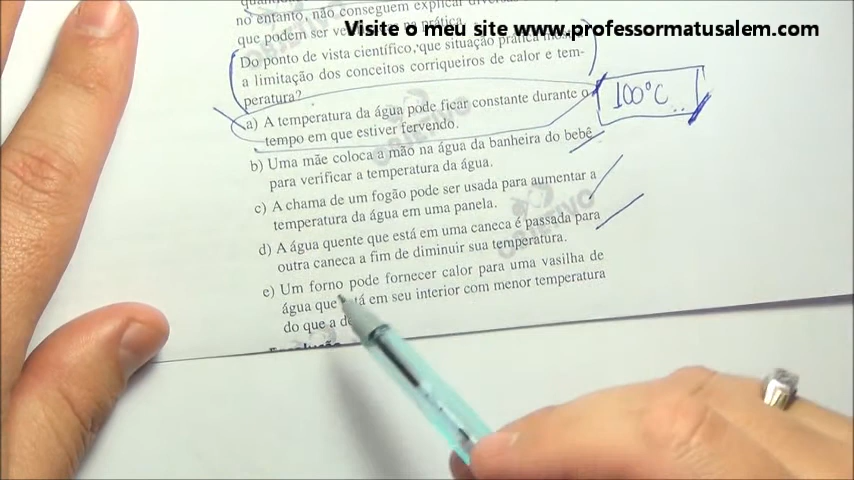 no entanto, não conseguem explicar
Visite o meu site www.professormatusalem.com
que podem ser na prática.
Do ponto de vista científico, que situação prática
a limitação dos conceitos corriqueiros de calor e tem-
peratura?
100°C
a) A temperatura da água pode ficar constante durante o
tempo em que estiver fervendo.
b) Uma mãe coloca a mão na água da banheira do bebê
para verificar a temperatura da água.
c) A chama de um fogão pode ser usada para aumentar a
temperatura da água em uma panela.
d) A água quente que está em uma caneca é passada para
outra caneca a fim de diminuir sua temperatura.
e) Um forno pode fornecer calor para uma vasilha de
água que está em seu interior com menor temperatura
do que a
OBJETIVO
OBJETIVO